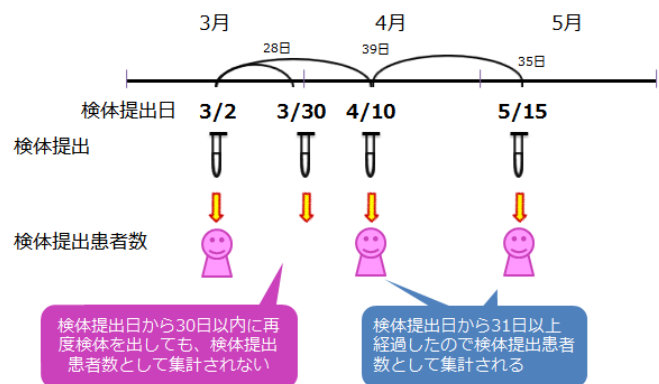 3月 4月 5月
28日 39日 35日
検体提出日 3/2 3/30 4/10 5/15
検体提出
検体提出患者数
検体提出日から30日以内に再
度検体を出しても、検体提出
患者数として集計されない
検体提出日から31日以上
経過したので検体提出患者
数として集計される